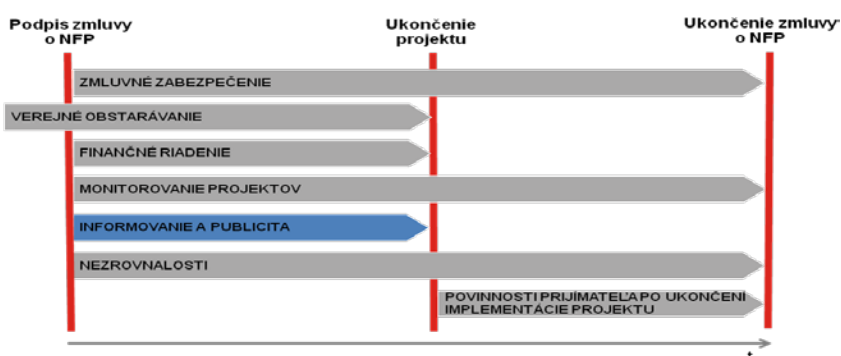 Podpis zmluvy
o NFP
Ukončenie
projektu
Ukončenie zmluvy
o NFP
ZMLUVNÉ ZABEZPEČENIE
VEREJNÉ OBSTARÁVANIE
FINANČNÉ RIADENIE
MONITOROVANIE PROJEKTOV
INFORMOVANIE A PUBLICITA
NEZROVNALOSTI
POVINNOSTI PRIJÍMATEĽA PO UKONČENÍ
IMPLEMENTÁCIE PROJEKTU